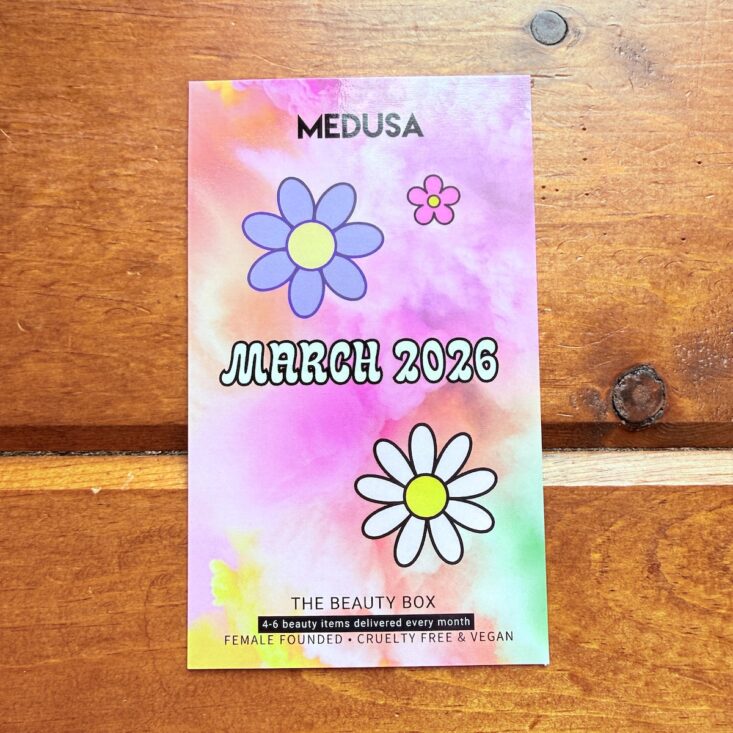 MEDUSA
MARCH 2026
THE BEAUTY BOX
4-6 beauty items delivered every month
FEMALE FOUNDED • CRUELTY FREE & VEGAN